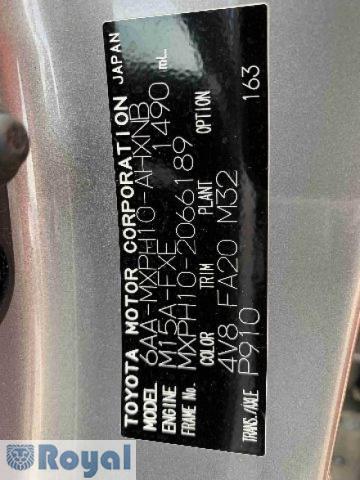 TOYOTA MOTOR CORPORATION JAPAN
MODEL 6AA-MXPH10-AHXNB
ENGINE M15A-FXE 1490 mL
FRAME No. MXPH10-2066189
COLOR TRIM PLANT OPTION
4V8 FA20 M32
TRANS./AXLE P910 163
Royal